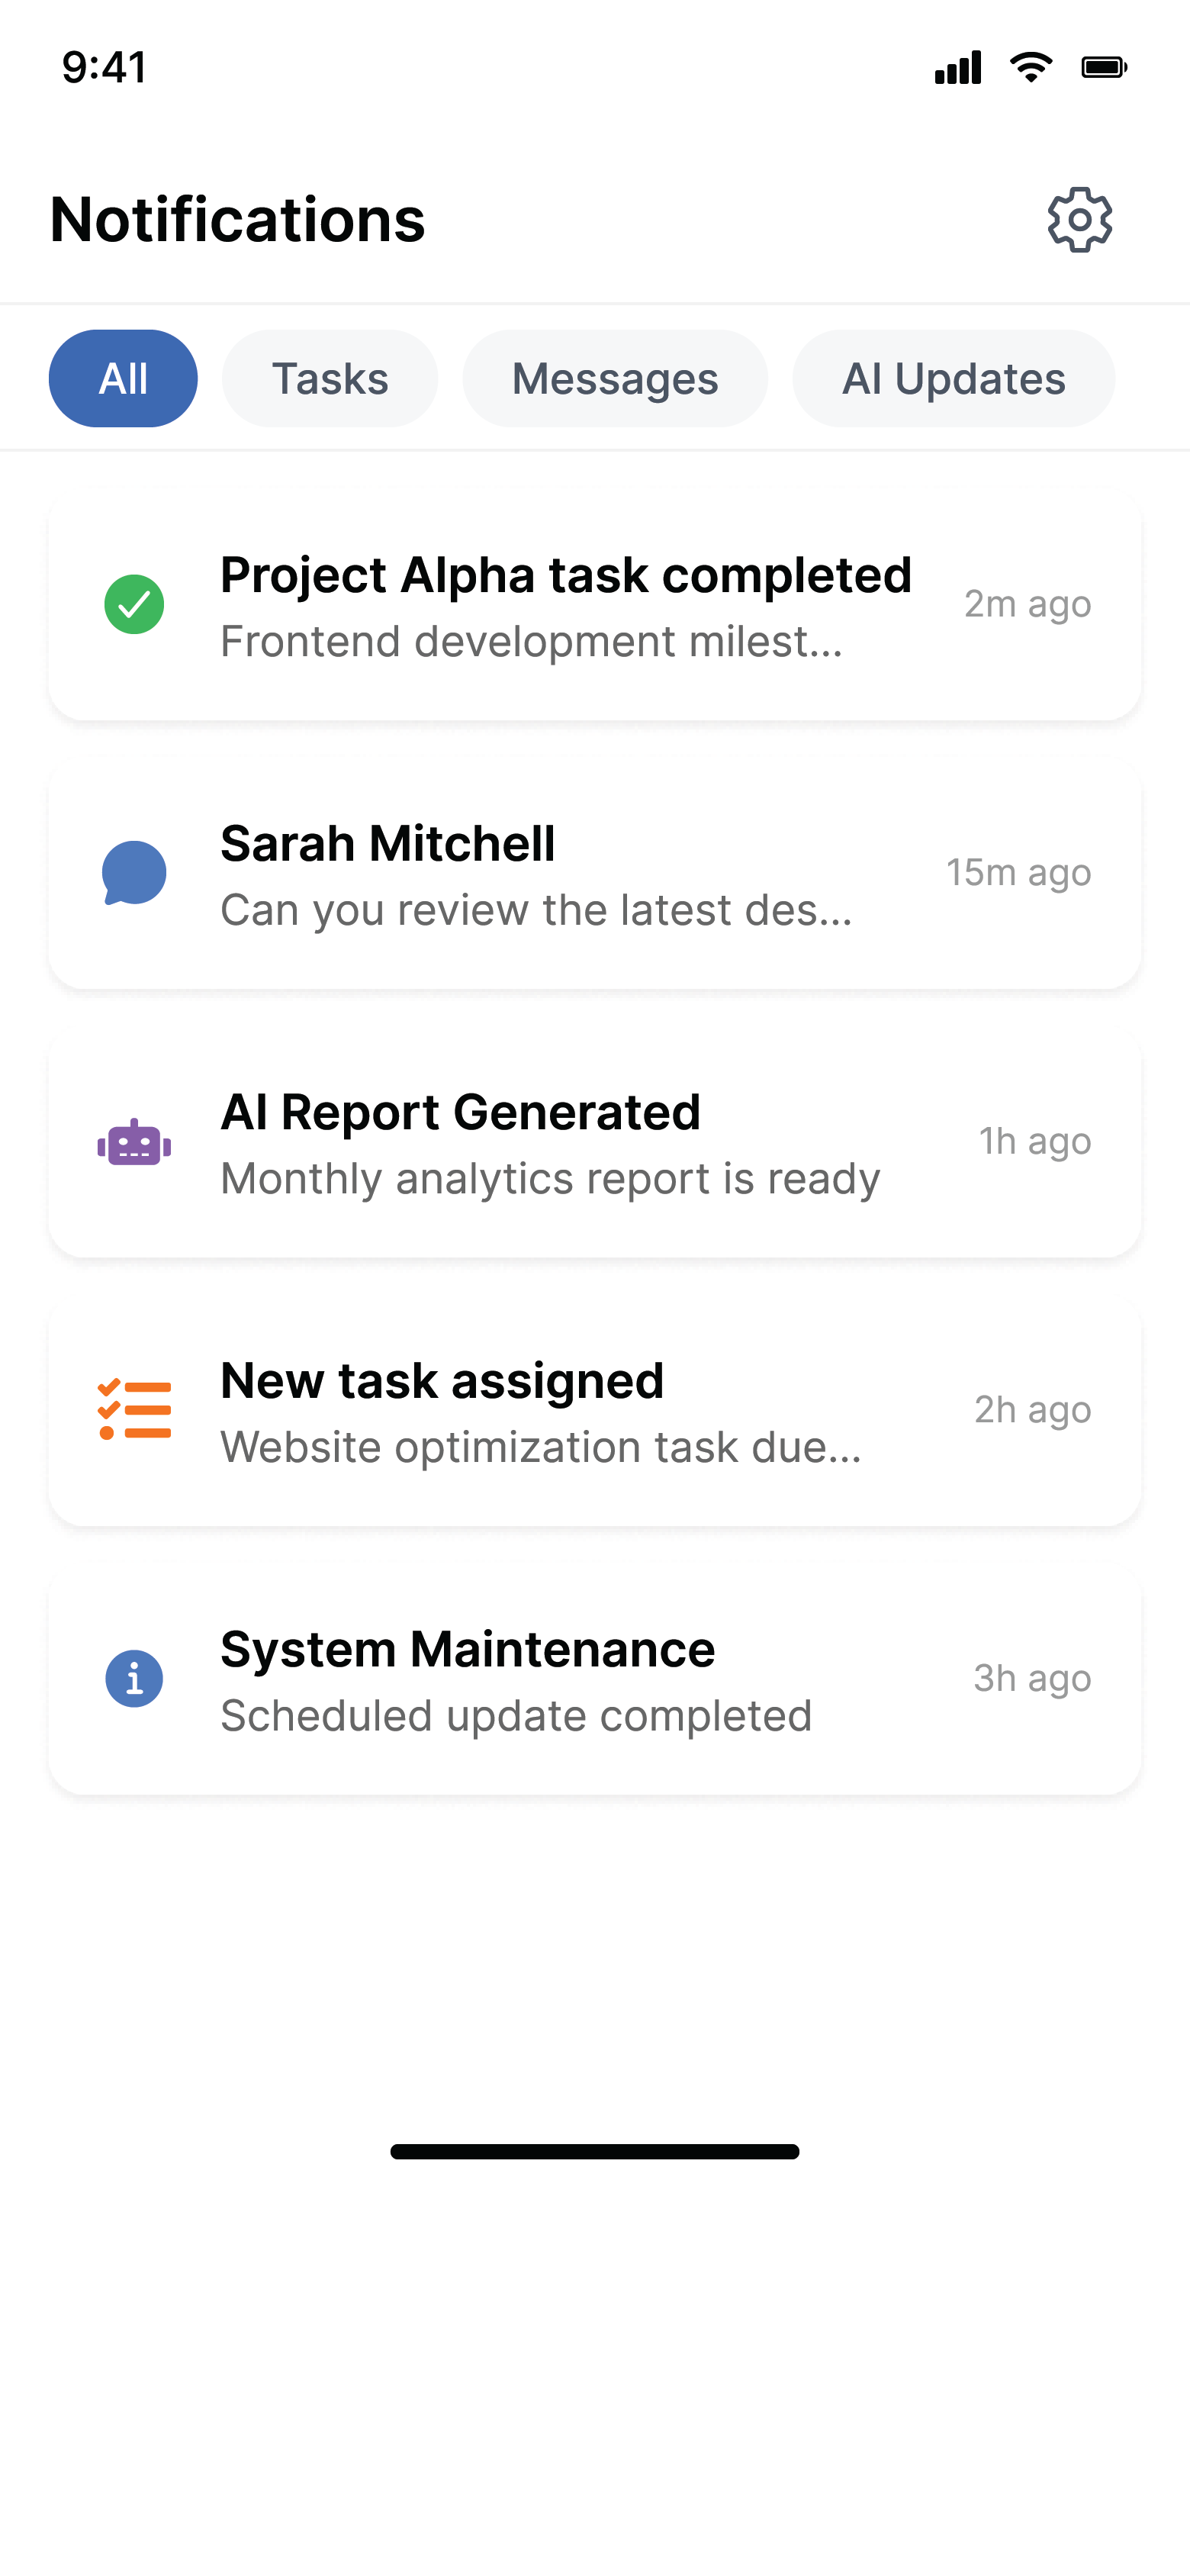 9:41
Notifications
All Tasks Messages AI Updates
Project Alpha task completed
2m ago
Frontend development milest...
Sarah Mitchell
15m ago
Can you review the latest des...
AI Report Generated
1h ago
Monthly analytics report is ready
New task assigned
2h ago
Website optimization task due...
System Maintenance
3h ago
Scheduled update completed